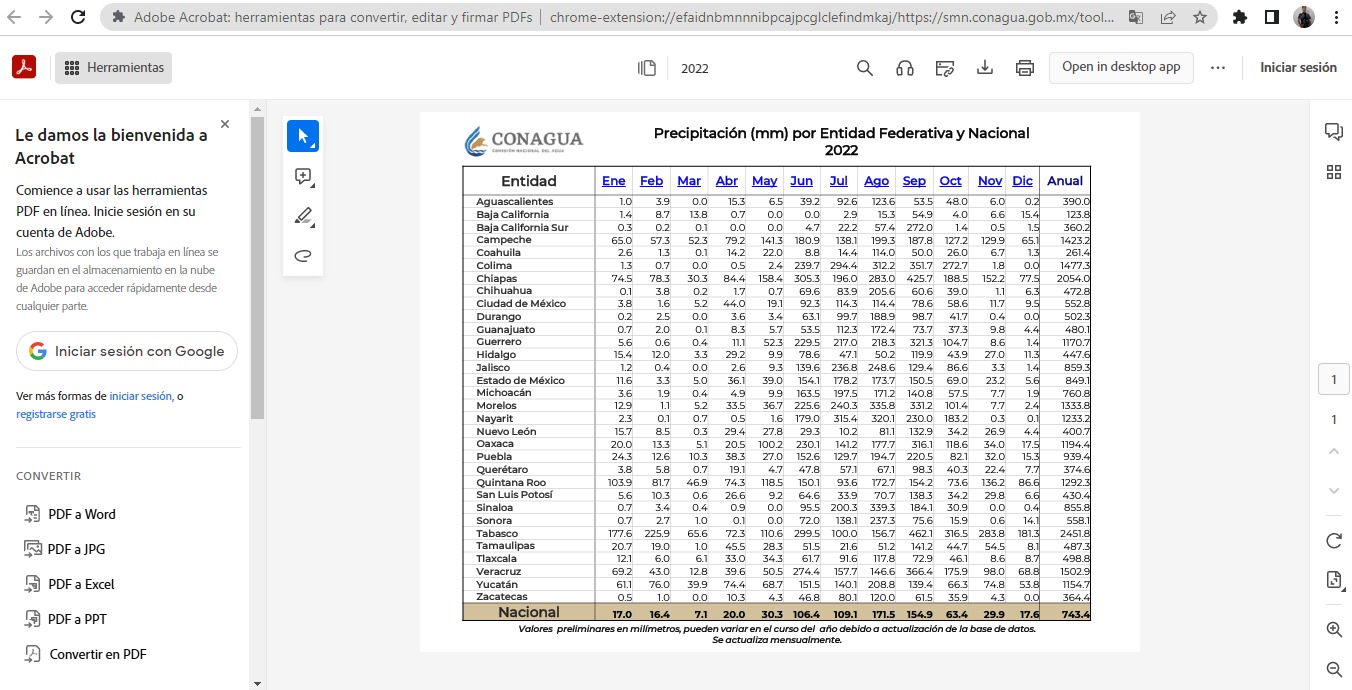 Adobe Acrobat: herramientas para convertir, editar y firmar PDFs | chrome-extension://efaidnbmnnnibpcajpcglclefindmkaj/https://smn.conagua.gob.mx/tool...
Herramientas
2022
Open in desktop app
Iniciar sesión
Le damos la bienvenida a
Acrobat
Comience a usar las herramientas
PDF en línea. Inicie sesión en su
cuenta de Adobe.
Los archivos con los que trabaja en línea se
guardan en el almacenamiento en la nube
de Adobe para acceder rápidamente desde
cualquier parte.
Iniciar sesión con Google
Ver más formas de iniciar sesión, o
registrarse gratis
CONVERTIR
PDF a Word
PDF a JPG
PDF a Excel
PDF a PPT
Convertir en PDF
CONAGUA
COMISIÓN NACIONAL DEL AGUA
Precipitación (mm) por Entidad Federativa y Nacional
2022
Entidad Ene Feb Mar Abr May Jun Jul Ago Sep Oct Nov Dic Anual
Aguascalientes 1.0 3.9 0.0 15.3 6.5 39.2 92.6 123.6 53.5 48.0 6.0 0.2 390.0
Baja California 1.4 8.7 13.8 0.7 0.0 0.0 2.9 15.3 54.9 4.0 6.6 15.4 123.8
Baja California Sur 0.3 0.2 0.1 0.0 0.0 4.7 22.2 57.4 272.0 1.4 0.5 1.5 360.2
Campeche 65.0 57.3 52.3 79.2 141.3 180.9 138.1 199.3 187.8 127.2 129.9 65.1 1423.2
Coahuila 2.6 1.3 0.1 14.2 22.0 8.8 14.4 114.0 50.0 26.0 6.7 1.3 261.4
Colima 1.3 0.7 0.0 0.5 2.4 239.7 294.4 312.2 351.7 272.7 1.8 0.0 1477.3
Chiapas 74.5 78.3 30.3 84.4 158.4 305.3 196.0 283.0 425.7 188.5 152.2 77.5 2054.0
Chihuahua 0.1 3.8 0.2 1.7 0.7 69.6 83.9 205.6 60.6 39.0 1.1 6.3 472.8
Ciudad de México 3.8 1.6 5.2 44.0 19.1 92.3 114.3 114.4 78.6 58.6 11.7 9.5 552.8
Durango 0.2 2.5 0.0 3.6 3.4 63.1 99.7 188.9 98.7 41.7 0.4 0.0 502.3
Guanajuato 0.7 2.0 0.1 8.3 5.7 53.5 112.3 172.4 73.7 37.3 9.8 4.4 480.1
Guerrero 5.6 0.6 0.4 11.1 52.3 229.5 217.0 218.3 321.3 104.7 8.6 1.4 1170.7
Hidalgo 15.4 12.0 3.3 29.2 9.9 78.6 47.1 50.2 119.9 43.9 27.0 11.3 447.6
Jalisco 1.2 0.4 0.0 2.6 9.3 139.6 236.8 248.6 129.4 86.6 3.3 1.4 859.3
Estado de México 11.6 3.3 5.0 36.1 39.0 154.1 178.2 173.7 150.5 69.0 23.2 5.6 849.1
Michoacán 3.6 1.9 0.4 4.9 9.9 163.5 197.5 171.2 140.8 57.5 7.7 1.9 760.8
Morelos 12.9 1.1 5.2 33.5 36.7 225.6 240.3 335.8 331.2 101.4 7.7 2.4 1333.8
Nayarit 2.3 0.1 0.7 0.5 1.6 179.0 315.4 320.1 230.0 183.2 0.3 0.1 1233.2
Nuevo León 15.7 8.5 0.3 29.4 27.8 29.3 10.2 81.1 132.9 34.2 26.9 4.4 400.7
Oaxaca 20.0 13.3 5.1 20.5 100.2 230.1 141.2 177.7 316.1 118.6 34.0 17.5 1194.4
Puebla 24.3 12.6 10.3 38.3 27.0 152.6 129.7 194.7 220.5 82.1 32.0 15.3 939.4
Querétaro 3.8 5.8 0.7 19.1 4.7 47.8 57.1 67.1 98.3 40.3 22.4 7.7 374.6
Quintana Roo 103.9 81.7 46.9 74.3 118.5 150.1 93.6 172.7 154.2 73.6 136.2 86.6 1292.3
San Luis Potosí 5.6 10.3 0.6 26.6 9.2 64.6 33.9 70.7 138.3 34.2 29.8 6.6 430.4
Sinaloa 0.7 3.4 0.4 0.9 0.0 95.5 200.3 339.3 184.1 30.9 0.0 0.4 855.8
Sonora 0.7 2.7 1.0 0.1 0.0 72.0 138.1 237.3 75.6 15.9 0.6 14.1 558.1
Tabasco 177.6 225.9 65.6 72.3 110.6 299.5 100.0 156.7 462.1 316.5 283.8 181.3 2451.8
Tamaulipas 20.7 19.0 1.0 45.5 28.3 51.5 21.6 51.2 141.2 44.7 54.5 8.1 487.3
Tlaxcala 12.1 6.0 6.1 33.0 34.3 61.7 91.6 117.8 72.9 46.1 8.6 8.7 498.8
Veracruz 69.2 43.0 12.8 39.6 50.5 274.4 157.7 146.6 366.4 175.9 98.0 68.8 1502.9
Yucatán 61.1 76.0 39.9 74.4 68.7 151.5 140.1 208.8 139.4 66.3 74.8 53.8 1154.7
Zacatecas 0.5 1.0 0.0 10.3 4.3 46.8 80.1 120.0 61.5 35.9 4.3 0.0 364.4
Nacional 17.0 16.4 7.1 20.0 30.3 106.4 109.1 171.5 154.9 63.4 29.9 17.6 743.4
Valores preliminares en milímetros, pueden variar en el curso del año debido a actualización de la base de datos.
Se actualiza mensualmente.
1
1